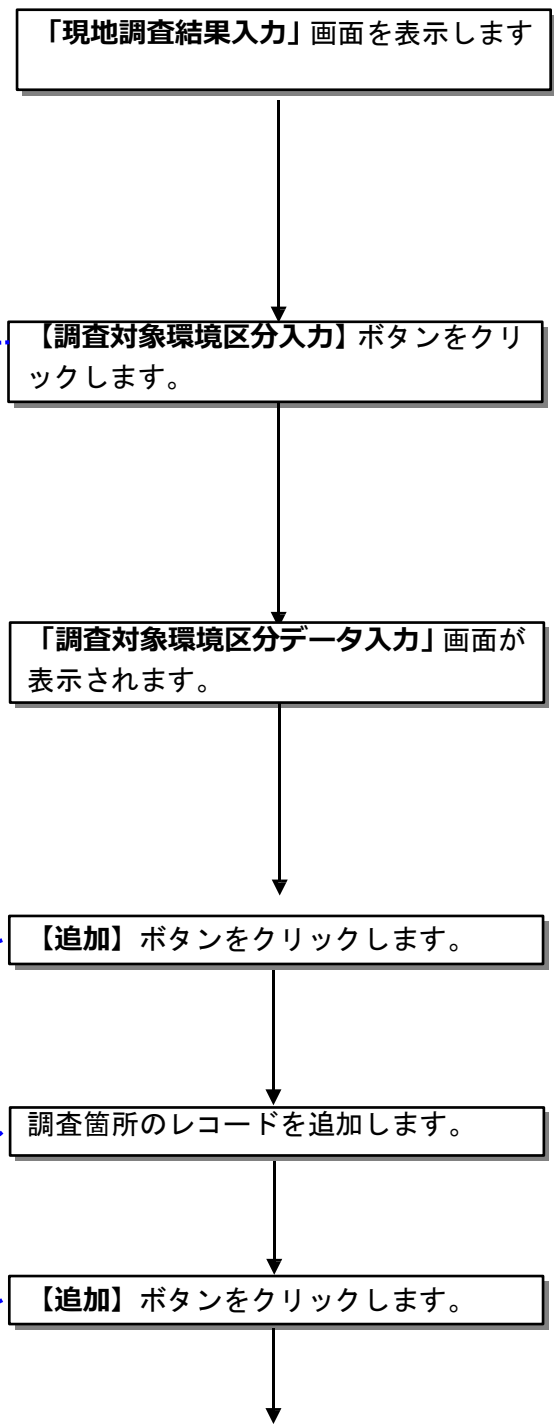 「現地調査結果入力」画面を表示します
【調査対象環境区分入力】ボタンをクリ
ックします。
「調査対象環境区分データ入力」画面が
表示されます。
【追加】ボタンをクリックします。
調査箇所のレコードを追加します。
【追加】ボタンをクリックします。